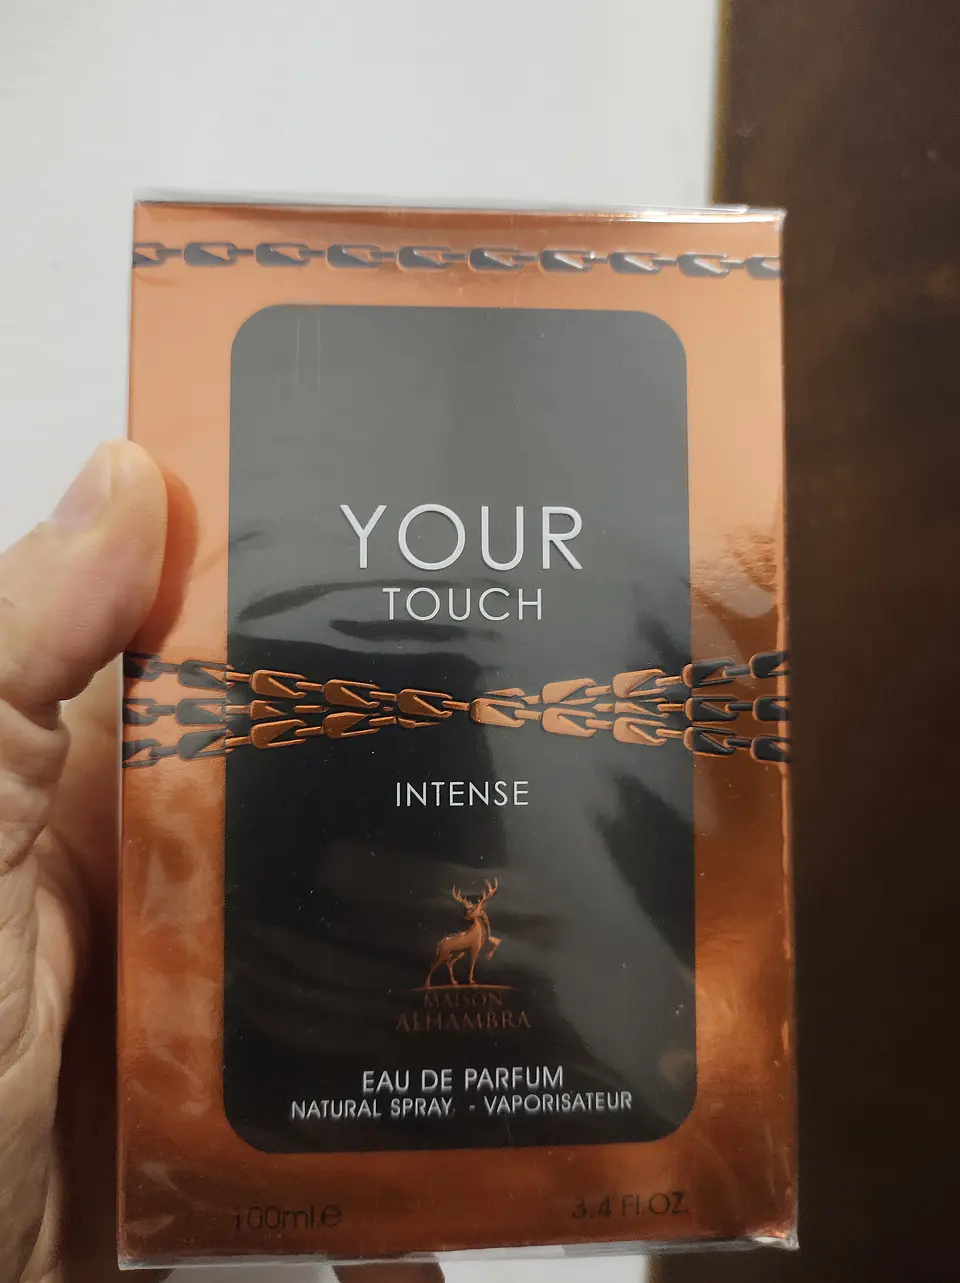 YOUR
TOUCH
INTENSE
MAISON
ALHAMBRA
EAU DE PARFUM
NATURAL SPRAY - VAPORISATEUR
100ml e 3.4 Fl.OZ.